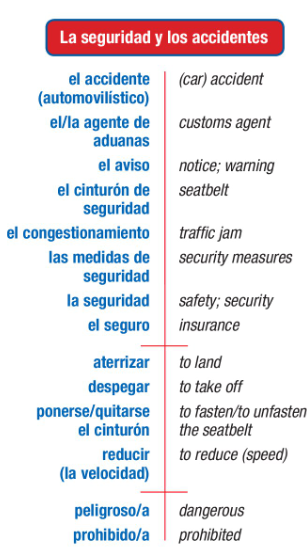 La seguridad y los accidentes
el accidente (car) accident
(automovilístico)
el/la agente de customs agent
aduanas
el aviso notice; warning
el cinturón de seatbelt
seguridad
el congestionamiento traffic jam
las medidas de security measures
seguridad
la seguridad safety; security
el seguro insurance
aterrizar to land
despegar to take off
ponerse/quitarse to fasten/to unfasten
el cinturón the seatbelt
reducir to reduce (speed)
(la velocidad)
peligroso/a dangerous
prohibido/a prohibited